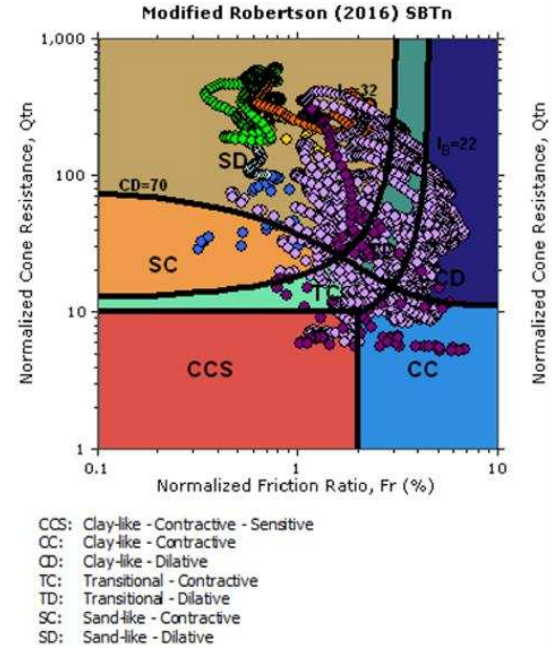 Modified Robertson (2016) SBTn
1,000
100
10
1
Normalized Cone Resistance, Qtn
Normalized Cone Resistance, Qtn
CD=70
SD
IB=22
SC
TC
CD
CCS
CC
0.1
1
10
Normalized Friction Ratio, Fr (%)
CCS: Clay-like - Contractive - Sensitive
CC: Clay-like - Contractive
CD: Clay-like - Dilative
TC: Transitional - Contractive
TD: Transitional - Dilative
SC: Sand-like - Contractive
SD: Sand-like - Dilative